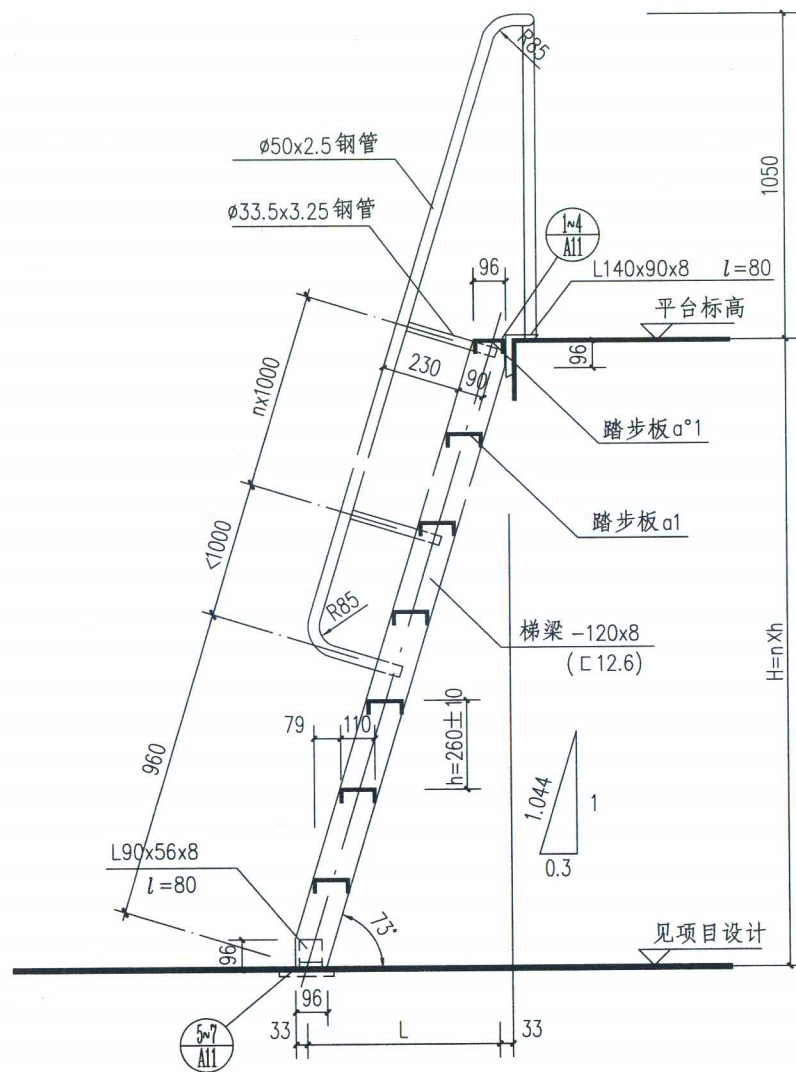 R85
1050
ø50x2.5钢管
ø33.5x3.25钢管
1~4
A11
96
L140x90x8 l=80
平台标高
230
90
96
nx1000
踏步板a°1
踏步板a1
<1000
R85
梯梁 -120x8
(⊏12.6)
H=nXh
79
110
h=260±10
960
1.044
1
0.3
L90x56x8
l=80
73°
96
见项目设计
96
33
L
33
5~7
A11